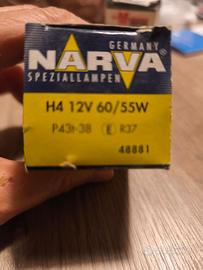 GERMANY
NARVA
SPEZIALLAMPEN
H4 12V 60/55W
P43t-38 E R37
48881